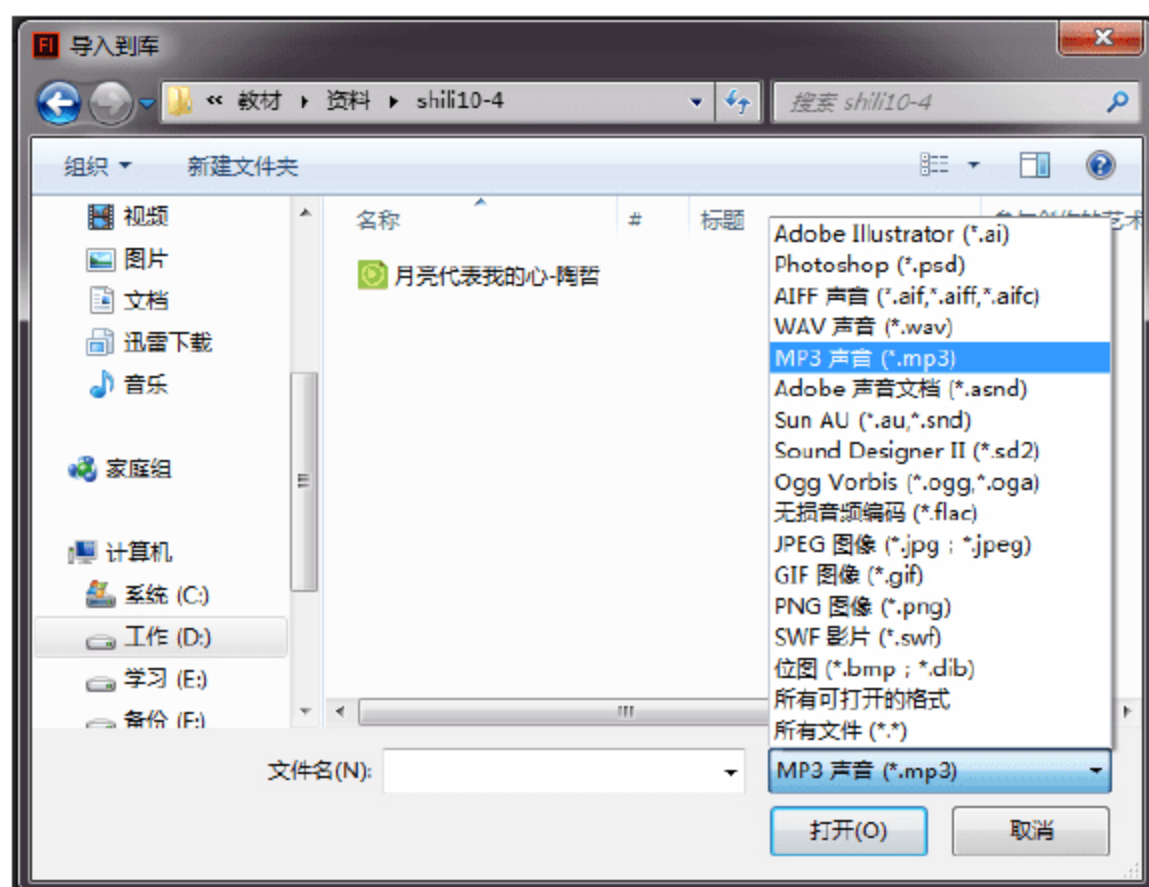 Fl 导入到库
« 教材 ▸ 资料 ▸ shili10-4
搜索 shili10-4
组织 新建文件夹
视频
图片
文档
迅雷下载
音乐
家庭组
计算机
系统 (C:)
工作 (D:)
学习 (E:)
备份 (F:)
名称 # 标题
月亮代表我的心-陶哲
Adobe Illustrator (*.ai)
Photoshop (*.psd)
AIFF 声音 (*.aif,*.aiff,*.aifc)
WAV 声音 (*.wav)
MP3 声音 (*.mp3)
Adobe 声音文档 (*.asnd)
Sun AU (*.au,*.snd)
Sound Designer II (*.sd2)
Ogg Vorbis (*.ogg,*.oga)
无损音频编码 (*.flac)
JPEG 图像 (*.jpg ; *.jpeg)
GIF 图像 (*.gif)
PNG 图像 (*.png)
SWF 影片 (*.swf)
位图 (*.bmp ; *.dib)
所有可打开的格式
所有文件 (*.*)
文件名(N):
MP3 声音 (*.mp3)
打开(O) 取消